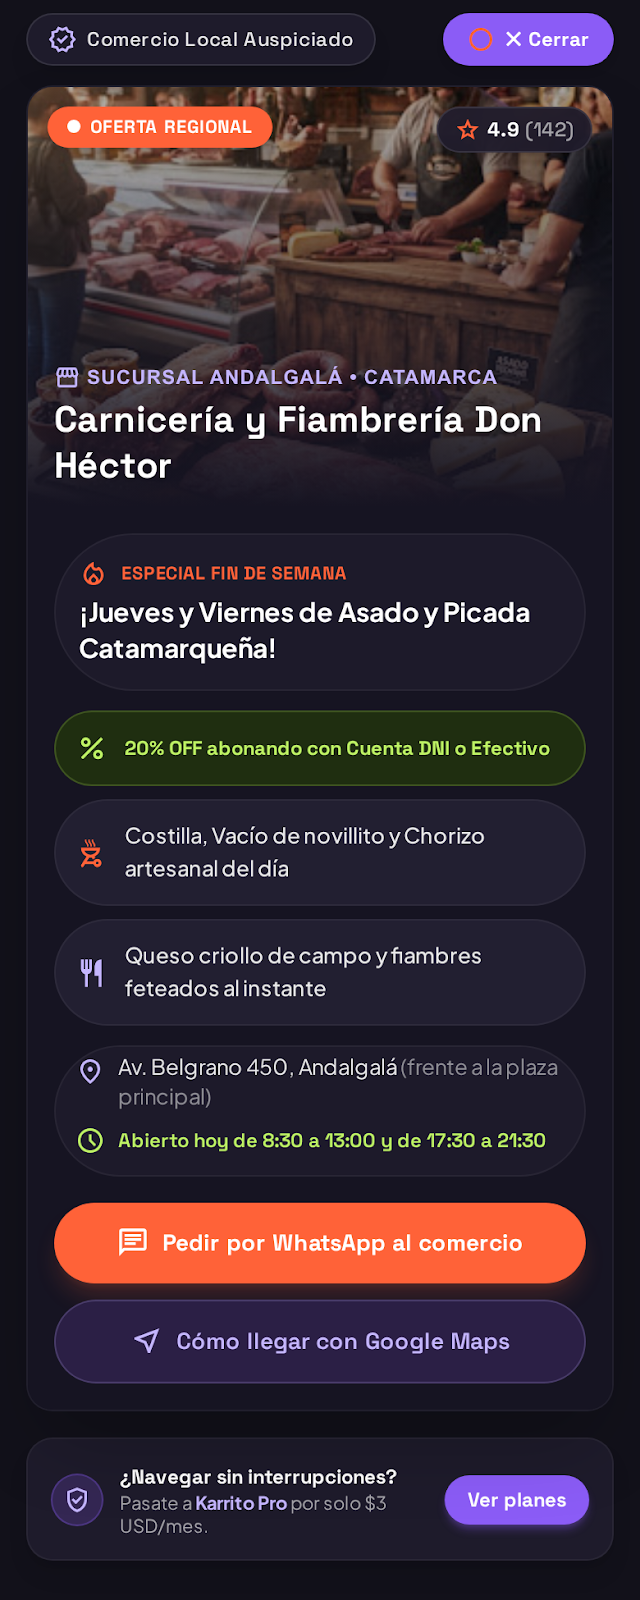 Comercio Local Auspiciado
✕ Cerrar
OFERTA REGIONAL
4.9 (142)
SUCURSAL ANDALGALÁ • CATAMARCA
Carnicería y Fiambrería Don
Héctor
ESPECIAL FIN DE SEMANA
¡Jueves y Viernes de Asado y Picada
Catamarqueña!
20% OFF abonando con Cuenta DNI o Efectivo
Costilla, Vacío de novillito y Chorizo
artesanal del día
Queso criollo de campo y fiambres
feteados al instante
Av. Belgrano 450, Andalgalá (frente a la plaza
principal)
Abierto hoy de 8:30 a 13:00 y de 17:30 a 21:30
Pedir por WhatsApp al comercio
Cómo llegar con Google Maps
¿Navegar sin interrupciones?
Pasate a Karrito Pro por solo $3
USD/mes.
Ver planes